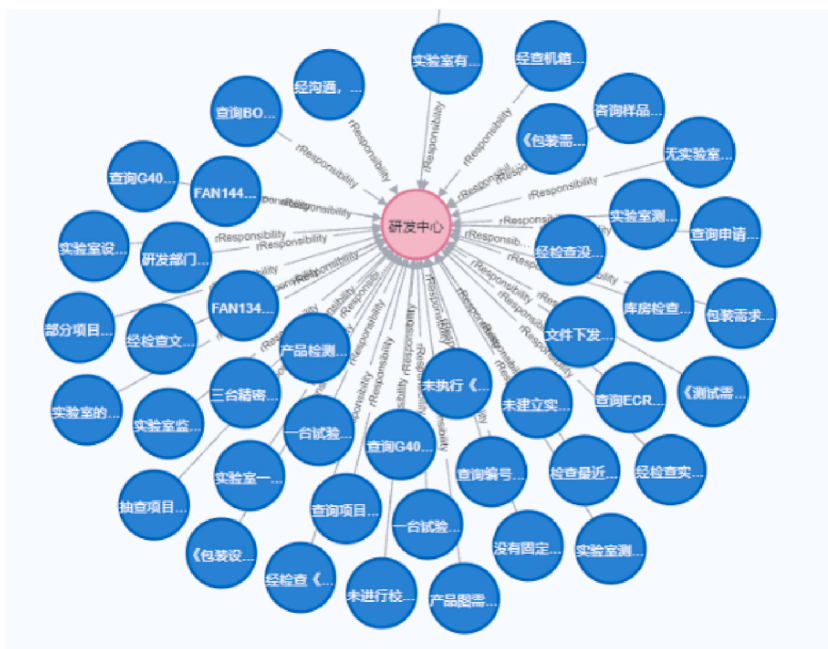 实验室有...
经查机箱...
经沟通，...
查询BO...
咨询样品...
《包装需...
无实验室...
查询G40...
FAN144...
实验室测...
查询申请...
研发中心
实验室设...
研发部门...
经检查没...
库房检查...
包装需求...
部分项目...
经检查文...
FAN134...
文件下发...
产品检测...
未执行《...
《测试需...
实验室的...
实验室监...
三台精密...
未建立实...
查询ECR...
一台试验...
查询G40...
实验室一...
查询编号...
检查最近...
经检查实...
抽查项目...
查询项目...
一台试验...
没有固定...
实验室测...
《包装设...
经检查《...
未进行校...
产品图需...
rResponsibility
rResponsibility
rResponsibility
rResponsibility
rResponsibility
rResponsibility
rResponsibility
rResponsibility
rResponsibility